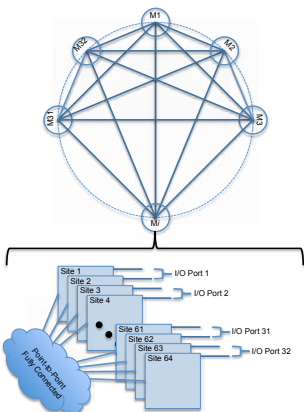 M1
M32
M2
M31
M3
Mi
Site 1
I/O Port 1
Site 2
Site 3
I/O Port 2
Site 4
Site 61
I/O Port 31
Site 62
Site 63
I/O Port 32
Site 64
Point-to-Point
Fully Connected